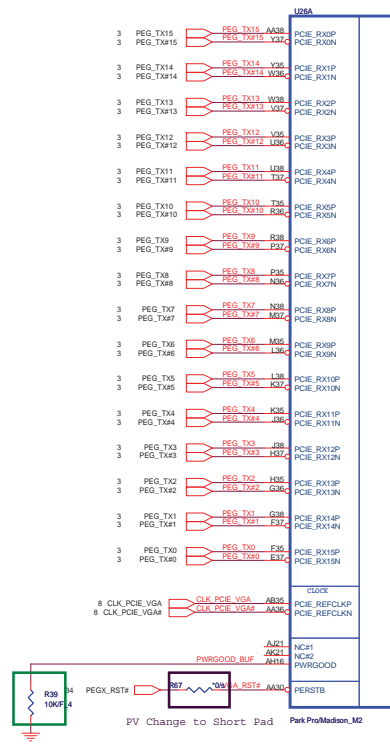 U26A
3 PEG_TX15 PEG_TX15 AA38 PCIE_RX0P
3 PEG_TX#15 PEG_TX#15 Y37 PCIE_RX0N
3 PEG_TX14 PEG_TX14 Y35 PCIE_RX1P
3 PEG_TX#14 PEG_TX#14 W36 PCIE_RX1N
3 PEG_TX13 PEG_TX13 W38 PCIE_RX2P
3 PEG_TX#13 PEG_TX#13 V37 PCIE_RX2N
3 PEG_TX12 PEG_TX12 V35 PCIE_RX3P
3 PEG_TX#12 PEG_TX#12 U36 PCIE_RX3N
3 PEG_TX11 PEG_TX11 U38 PCIE_RX4P
3 PEG_TX#11 PEG_TX#11 T37 PCIE_RX4N
3 PEG_TX10 PEG_TX10 T35 PCIE_RX5P
3 PEG_TX#10 PEG_TX#10 R36 PCIE_RX5N
3 PEG_TX9 PEG_TX9 R38 PCIE_RX6P
3 PEG_TX#9 PEG_TX#9 P37 PCIE_RX6N
3 PEG_TX8 PEG_TX8 P35 PCIE_RX7P
3 PEG_TX#8 PEG_TX#8 N36 PCIE_RX7N
3 PEG_TX7 PEG_TX7 N38 PCIE_RX8P
3 PEG_TX#7 PEG_TX#7 M37 PCIE_RX8N
3 PEG_TX6 PEG_TX6 M35 PCIE_RX9P
3 PEG_TX#6 PEG_TX#6 L36 PCIE_RX9N
3 PEG_TX5 PEG_TX5 L38 PCIE_RX10P
3 PEG_TX#5 PEG_TX#5 K37 PCIE_RX10N
3 PEG_TX4 PEG_TX4 K35 PCIE_RX11P
3 PEG_TX#4 PEG_TX#4 J36 PCIE_RX11N
3 PEG_TX3 PEG_TX3 J38 PCIE_RX12P
3 PEG_TX#3 PEG_TX#3 H37 PCIE_RX12N
3 PEG_TX2 PEG_TX2 H35 PCIE_RX13P
3 PEG_TX#2 PEG_TX#2 G36 PCIE_RX13N
3 PEG_TX1 PEG_TX1 G38 PCIE_RX14P
3 PEG_TX#1 PEG_TX#1 F37 PCIE_RX14N
3 PEG_TX0 PEG_TX0 F35 PCIE_RX15P
3 PEG_TX#0 PEG_TX#0 E37 PCIE_RX15N
CLOCK
8 CLK_PCIE_VGA CLK_PCIE_VGA AB35 PCIE_REFCLKP
8 CLK_PCIE_VGA# CLK_PCIE_VGA# AA36 PCIE_REFCLKN
AJ21 NC#1
AK21 NC#2
PWRGOOD_BUF AH16 PWRGOOD
R39
10K/F_4
PEGX_RST# R67 *0/s AA30 PERSTB
PV Change to Short Pad
Park Pro/Madison_M2